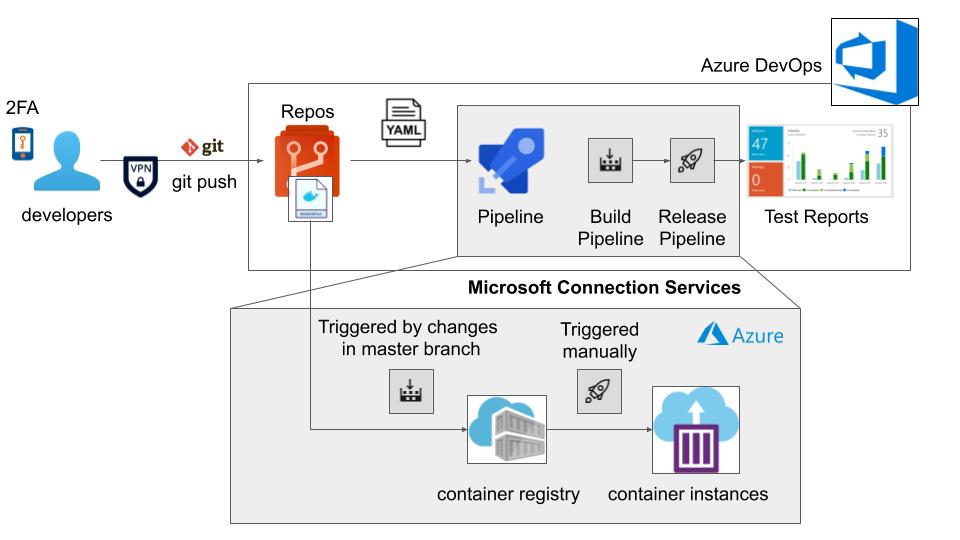 Azure DevOps
2FA
Repos
YAML
git
VPN
git push
developers
47
0
35
Pipeline
Build
Pipeline
Release
Pipeline
Test Reports
Microsoft Connection Services
Triggered by changes
in master branch
Triggered
manually
Azure
container registry
container instances